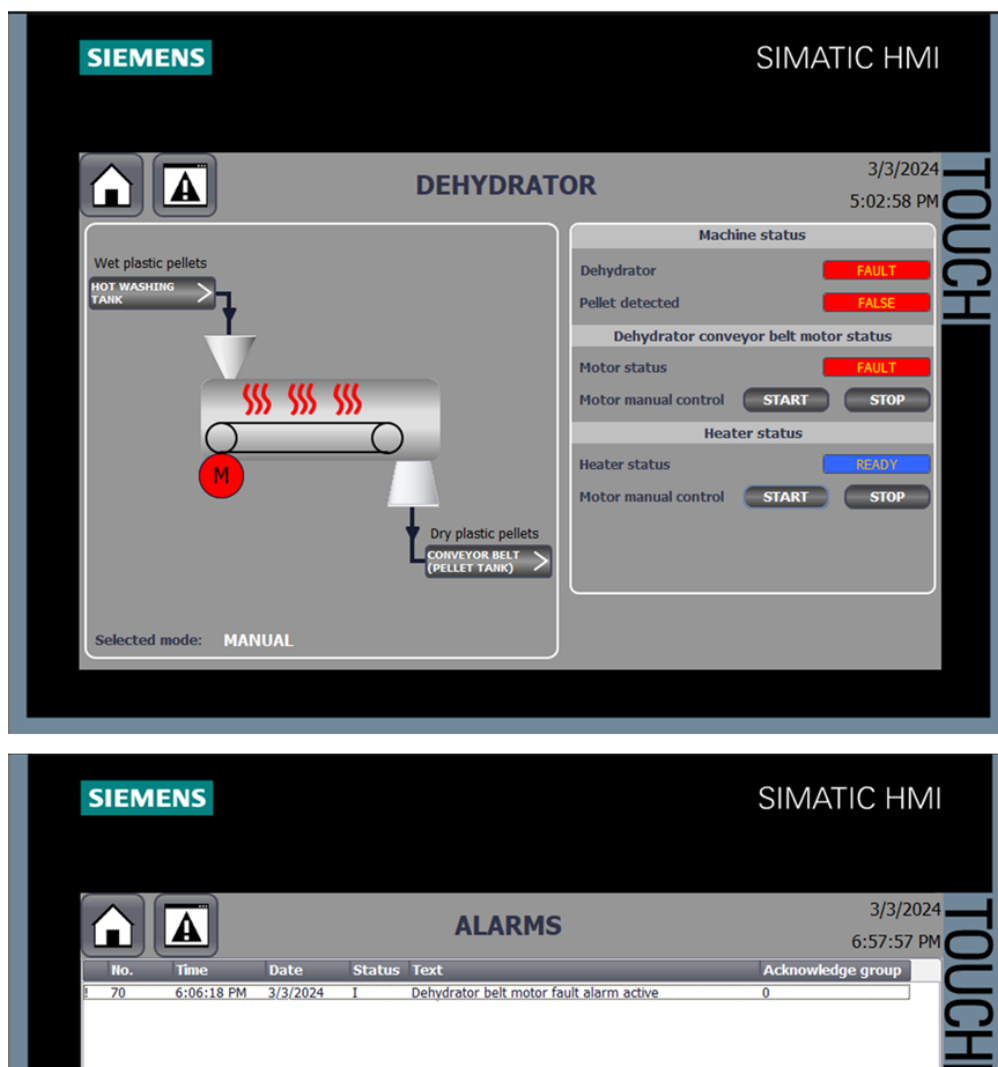 SIEMENS
SIMATIC HMI
TOUCH
DEHYDRATOR
3/3/2024
5:02:58 PM
Wet plastic pellets
HOT WASHING
TANK
M
Dry plastic pellets
CONVEYOR BELT
(PELLET TANK)
Selected mode: MANUAL
Machine status
Dehydrator FAULT
Pellet detected FALSE
Dehydrator conveyor belt motor status
Motor status FAULT
Motor manual control START STOP
Heater status
Heater status READY
Motor manual control START STOP
SIEMENS
SIMATIC HMI
TOUCH
ALARMS
3/3/2024
6:57:57 PM
No. Time Date Status Text Acknowledge group
! 70 6:06:18 PM 3/3/2024 I Dehydrator belt motor fault alarm active 0